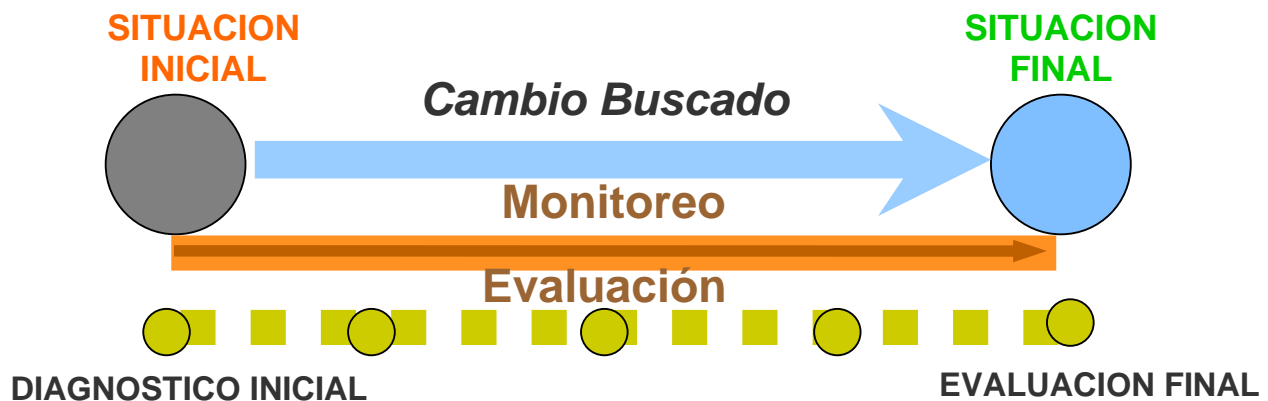 SITUACION
INICIAL
SITUACION
FINAL
Cambio Buscado
Monitoreo
Evaluación
DIAGNOSTICO INICIAL
EVALUACION FINAL